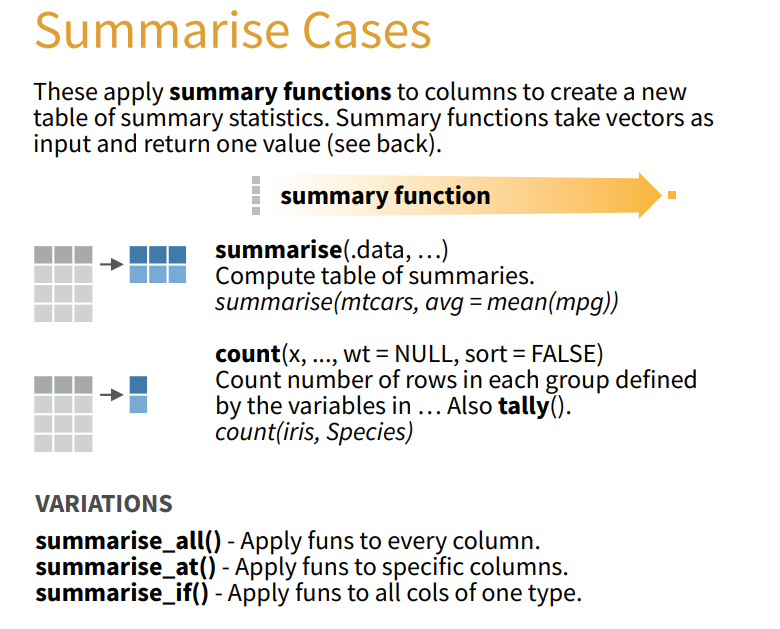 Summarise Cases
These apply summary functions to columns to create a new
table of summary statistics. Summary functions take vectors as
input and return one value (see back).
summary function
summarise(.data, …)
Compute table of summaries.
summarise(mtcars, avg = mean(mpg))
count(x, ..., wt = NULL, sort = FALSE)
Count number of rows in each group defined
by the variables in … Also tally().
count(iris, Species)
VARIATIONS
summarise_all() - Apply funs to every column.
summarise_at() - Apply funs to specific columns.
summarise_if() - Apply funs to all cols of one type.